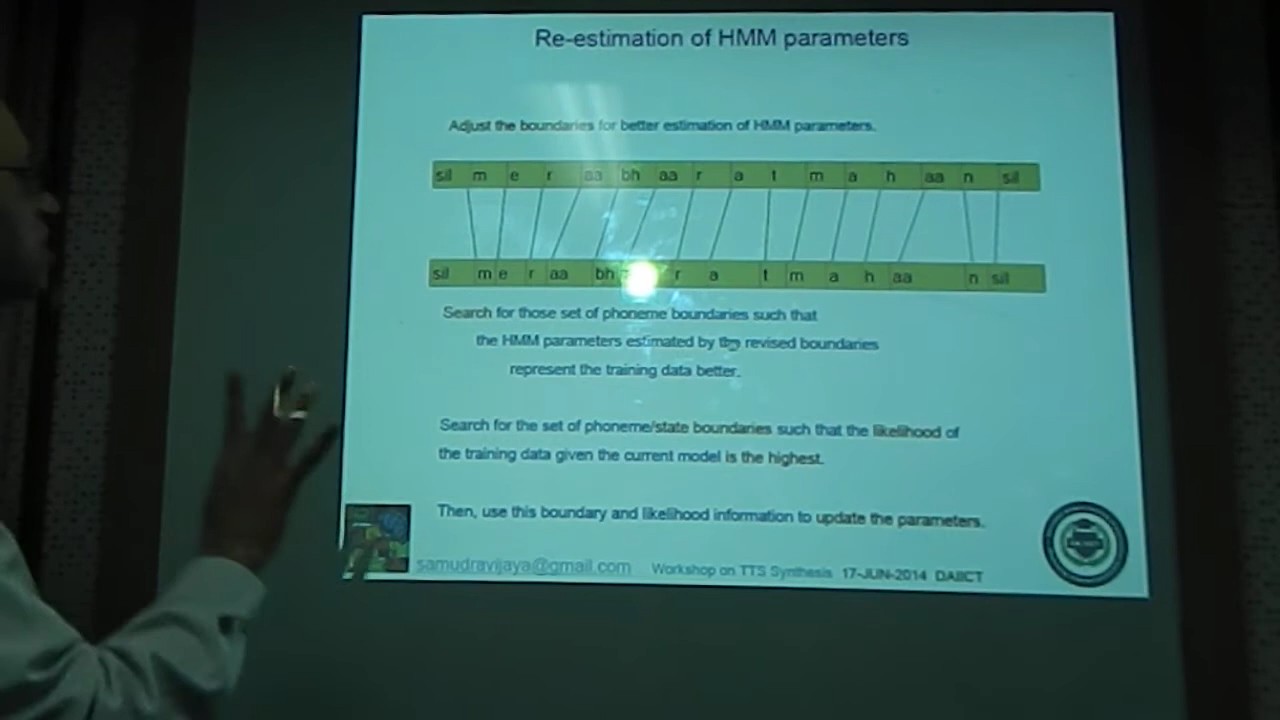 Re-estimation of HMM parameters
Adjust the boundaries for better estimation of HMM parameters.
sil m e r aa bh aa r a t m a h aa n sil
sil m e r aa bh r a t m a h aa n sil
Search for those set of phoneme boundaries such that
the HMM parameters estimated by the revised boundaries
represent the training data better.
Search for the set of phoneme/state boundaries such that the likelihood of
the training data given the current model is the highest.
Then, use this boundary and likelihood information to update the parameters.
samudravijaya@gmail.com Workshop on TTS Synthesis 17-JUN-2014 DAIICT